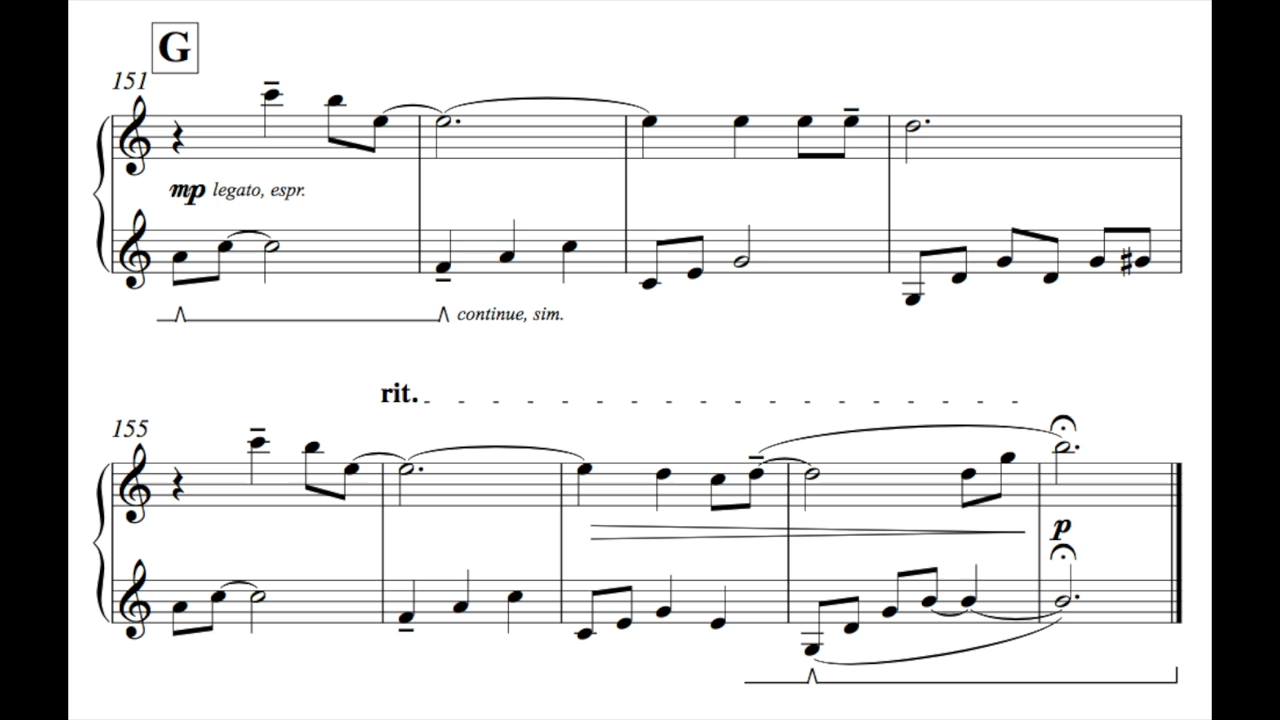 G
151
mp legato, espr.
continue, sim.
rit.
155
p